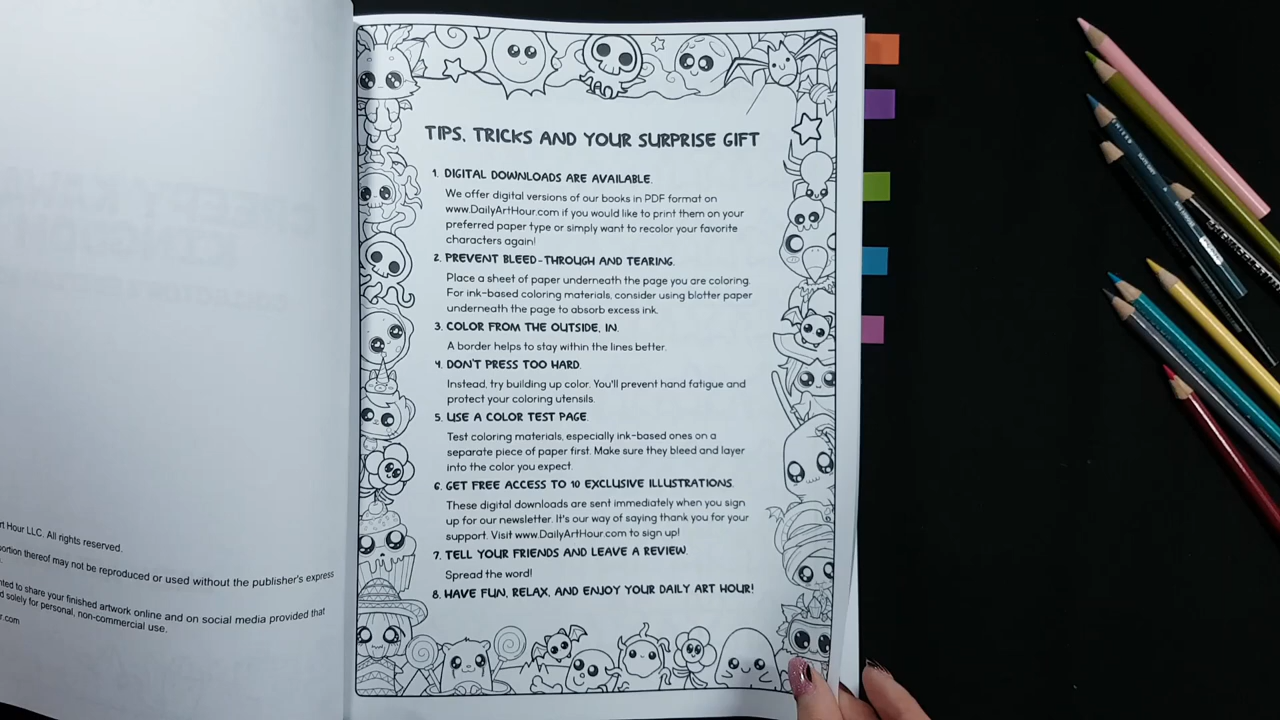 rt Hour LLC. All rights reserved.
ortion thereof may not be reproduced or used without the publisher's express
nted to share your finished artwork online and on social media provided that
d solely for personal, non-commercial use.
r.com
TIPS, TRICKS AND YOUR SURPRISE GIFT
1. DIGITAL DOWNLOADS ARE AVAILABLE.
We offer digital versions of our books in PDF format on
www.DailyArtHour.com if you would like to print them on your
preferred paper type or simply want to recolor your favorite
characters again!
2. PREVENT BLEED-THROUGH AND TEARING.
Place a sheet of paper underneath the page you are coloring.
For ink-based coloring materials, consider using blotter paper
underneath the page to absorb excess ink.
3. COLOR FROM THE OUTSIDE, IN.
A border helps to stay within the lines better.
4. DON'T PRESS TOO HARD.
Instead, try building up color. You'll prevent hand fatigue and
protect your coloring utensils.
5. USE A COLOR TEST PAGE.
Test coloring materials, especially ink-based ones on a
separate piece of paper first. Make sure they bleed and layer
into the color you expect.
6. GET FREE ACCESS TO 10 EXCLUSIVE ILLUSTRATIONS.
These digital downloads are sent immediately when you sign
up for our newsletter. It's our way of saying thank you for your
support. Visit www.DailyArtHour.com to sign up!
7. TELL YOUR FRIENDS AND LEAVE A REVIEW.
Spread the word!
8. HAVE FUN, RELAX, AND ENJOY YOUR DAILY ART HOUR!